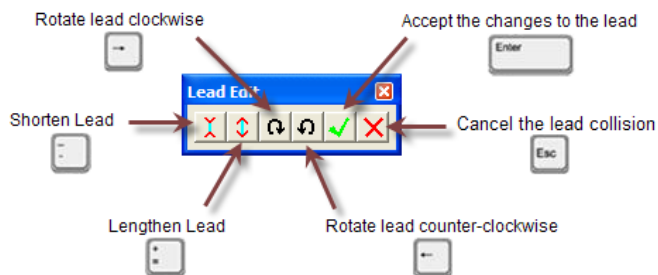 Rotate lead clockwise
→
Accept the changes to the lead
Enter
Lead Edit
Shorten Lead
-
Cancel the lead collision
Esc
Lengthen Lead
+
=
Rotate lead counter-clockwise
←